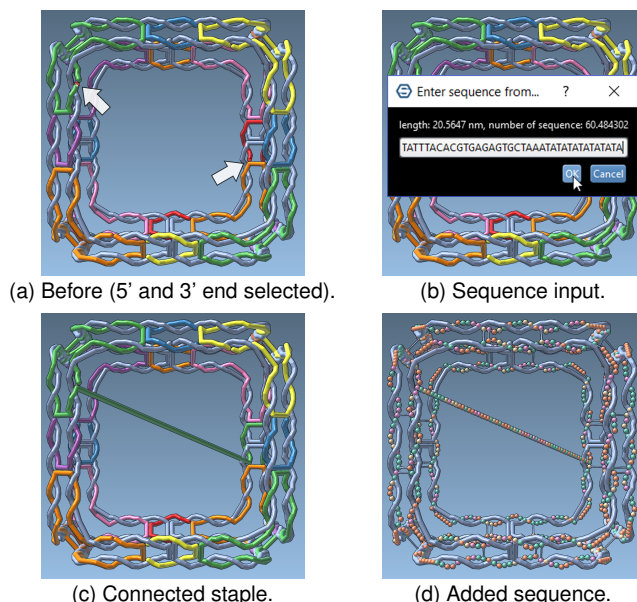 Enter sequence from... ? ×
length: 20.5647 nm, number of sequence: 60.484302
TATTTACACGTGAGAGTGCTAAATATATATATATATA
OK Cancel
(a) Before (5’ and 3’ end selected).
(b) Sequence input.
(c) Connected staple.
(d) Added sequence.